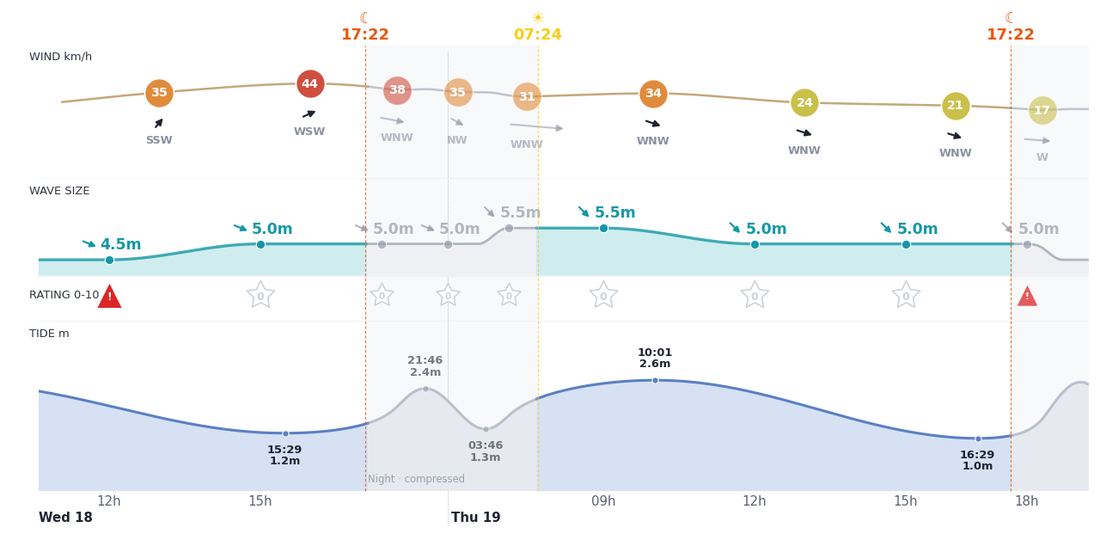 17:22
07:24
17:22
WIND km/h
35
44
38
35
31
34
24
21
17
SSW
WSW
WNW
NW
WNW
WNW
WNW
WNW
W
WAVE SIZE
4.5m
5.0m
5.0m
5.0m
5.5m
5.5m
5.0m
5.0m
5.0m
RATING 0-10
!
0
0
0
0
0
0
0
!
TIDE m
15:29
1.2m
21:46
2.4m
03:46
1.3m
10:01
2.6m
16:29
1.0m
Night · compressed
12h
15h
09h
12h
15h
18h
Wed 18
Thu 19